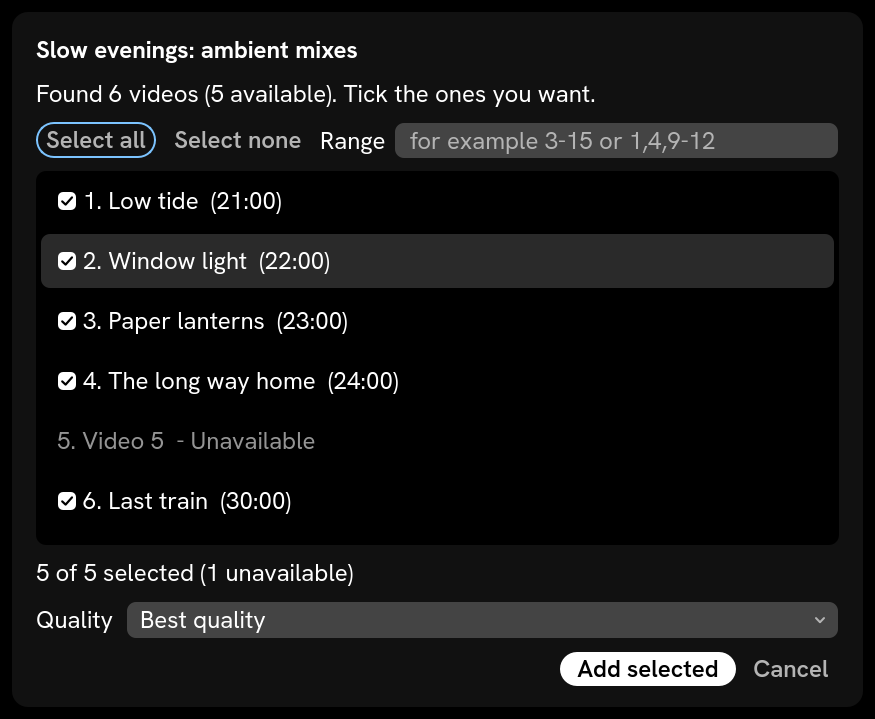 Slow evenings: ambient mixes
Found 6 videos (5 available). Tick the ones you want.
Select all Select none Range for example 3-15 or 1,4,9-12
1. Low tide (21:00)
2. Window light (22:00)
3. Paper lanterns (23:00)
4. The long way home (24:00)
5. Video 5 - Unavailable
6. Last train (30:00)
5 of 5 selected (1 unavailable)
Quality Best quality
Add selected Cancel